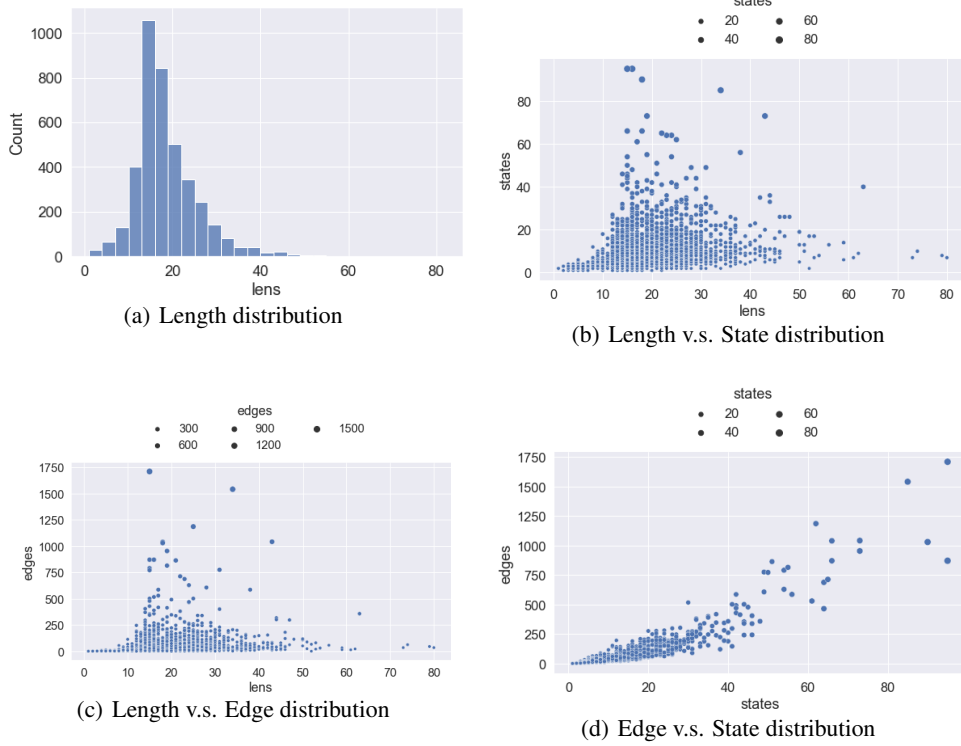 1000
800
600
400
200
0
Count
0 20 40 60 80
lens
(a) Length distribution
states
20 60
40 80
80
60
40
20
0
states
0 10 20 30 40 50 60 70 80
lens
(b) Length v.s. State distribution
edges
300 900 1500
600 1200
1750
1500
1250
1000
750
500
250
0
edges
0 10 20 30 40 50 60 70 80
lens
(c) Length v.s. Edge distribution
states
20 60
40 80
1750
1500
1250
1000
750
500
250
0
edges
0 20 40 60 80
states
(d) Edge v.s. State distribution